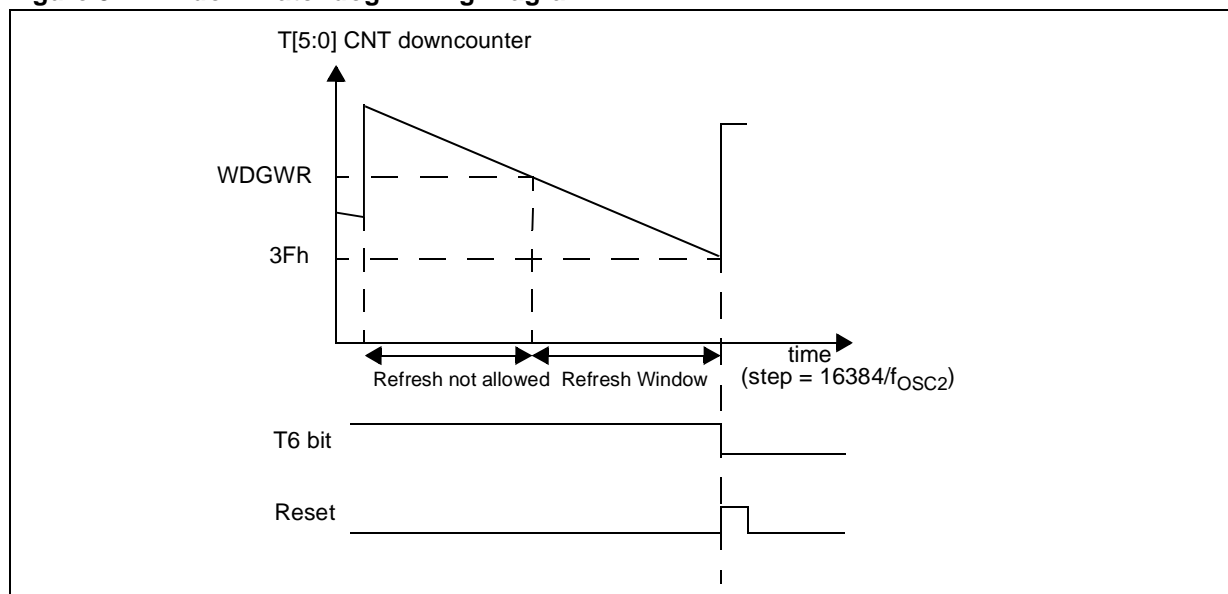 T[5:0] CNT downcounter
WDGWR
3Fh
time
Refresh not allowed Refresh Window (step = 16384/fOSC2)
T6 bit
Reset